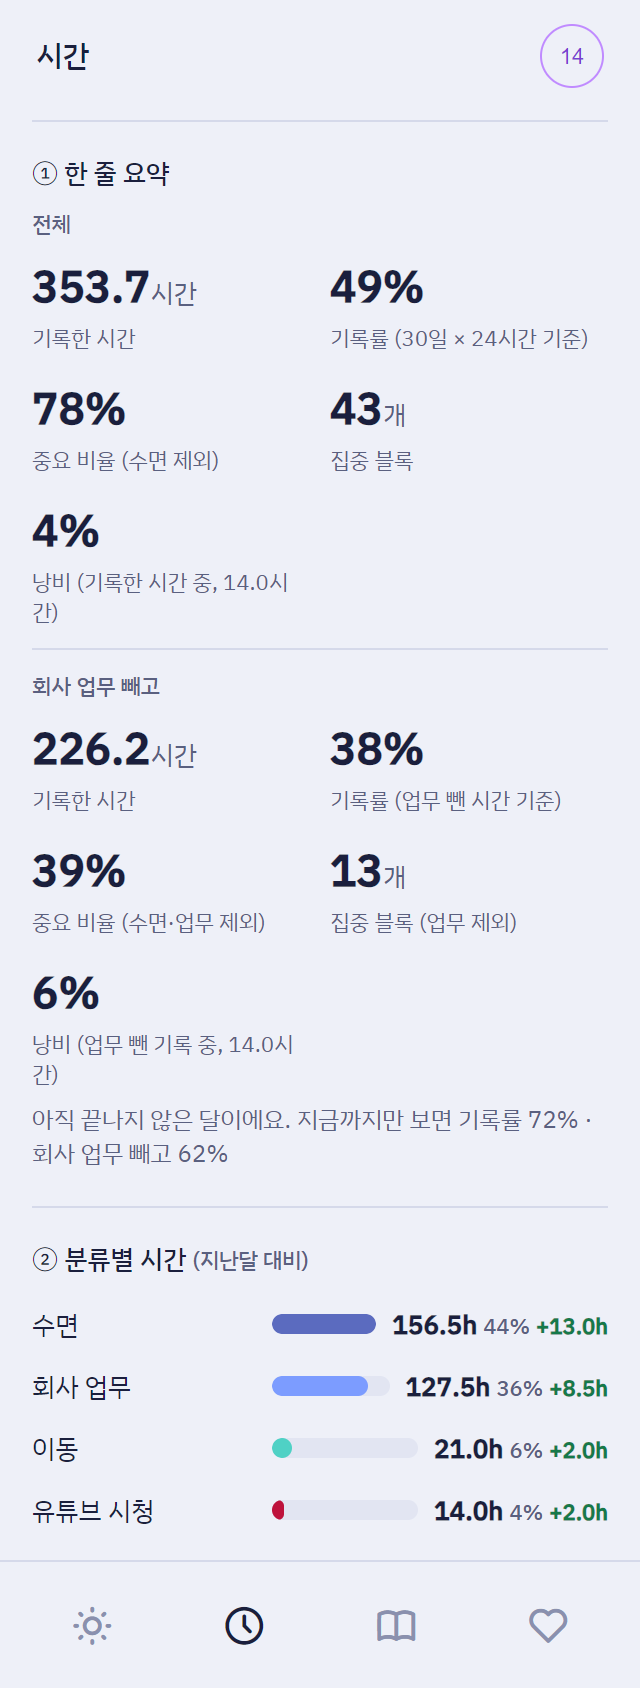 시간
14
① 한 줄 요약
전체
353.7시간
49%
기록한 시간
기록률 (30일 × 24시간 기준)
78%
43개
중요 비율 (수면 제외)
집중 블록
4%
낭비 (기록한 시간 중, 14.0시
간)
회사 업무 빼고
226.2시간
38%
기록한 시간
기록률 (업무 뺀 시간 기준)
39%
13개
중요 비율 (수면·업무 제외)
집중 블록 (업무 제외)
6%
낭비 (업무 뺀 기록 중, 14.0시
간)
아직 끝나지 않은 달이에요. 지금까지만 보면 기록률 72% ·
회사 업무 빼고 62%
② 분류별 시간 (지난달 대비)
수면 156.5h 44% +13.0h
회사 업무 127.5h 36% +8.5h
이동 21.0h 6% +2.0h
유튜브 시청 14.0h 4% +2.0h